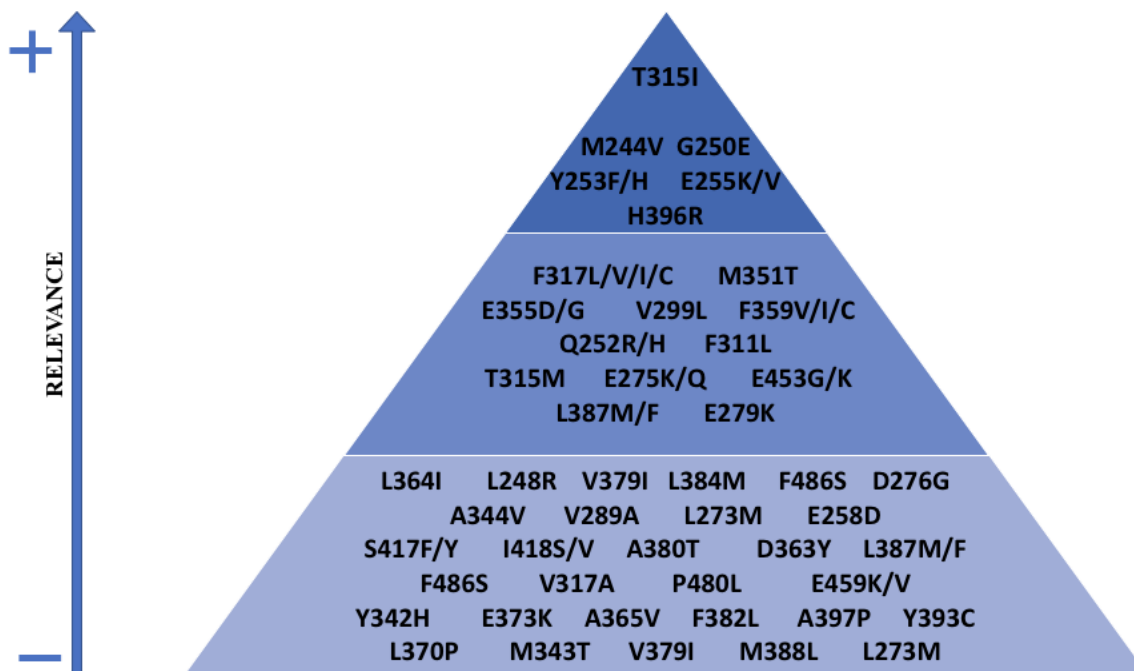 +
T315I
M244V G250E
Y253F/H E255K/V
H396R
RELEVANCE
F317L/V/I/C M351T
E355D/G V299L F359V/I/C
Q252R/H F311L
T315M E275K/Q E453G/K
L387M/F E279K
L364I L248R V379I L384M F486S D276G
A344V V289A L273M E258D
S417F/Y I418S/V A380T D363Y L387M/F
F486S V317A P480L E459K/V
Y342H E373K A365V F382L A397P Y393C
L370P M343T V379I M388L L273M
−